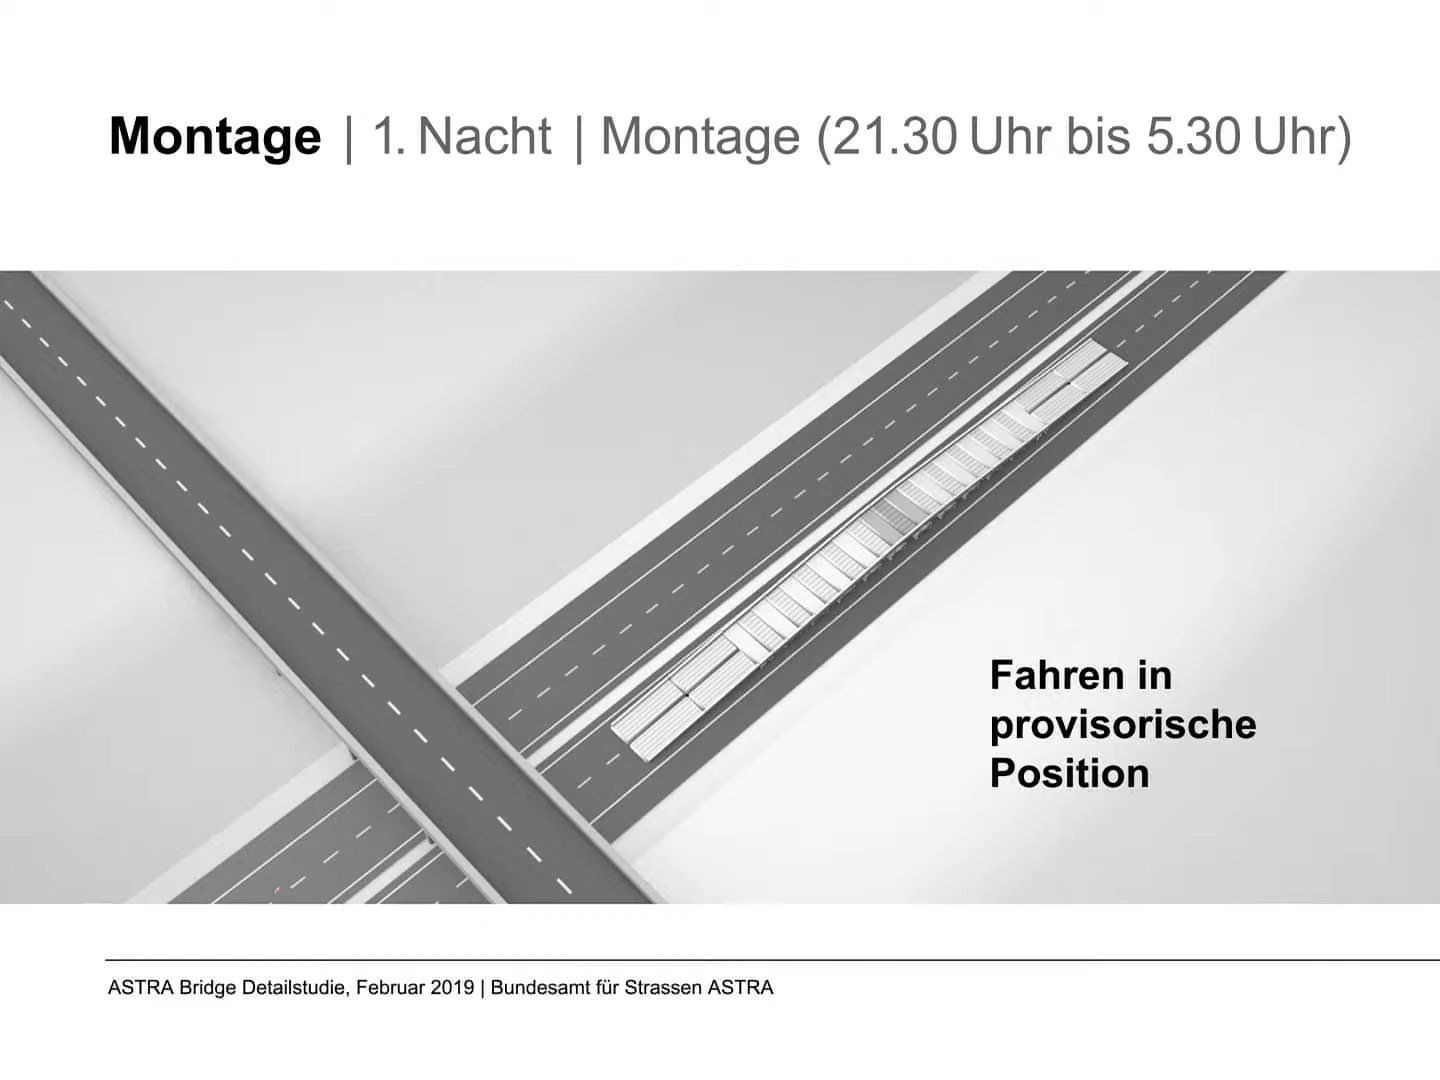 Montage | 1. Nacht | Montage (21.30 Uhr bis 5.30 Uhr)
Fahren in
provisorische
Position
ASTRA Bridge Detailstudie, Februar 2019 | Bundesamt für Strassen ASTRA